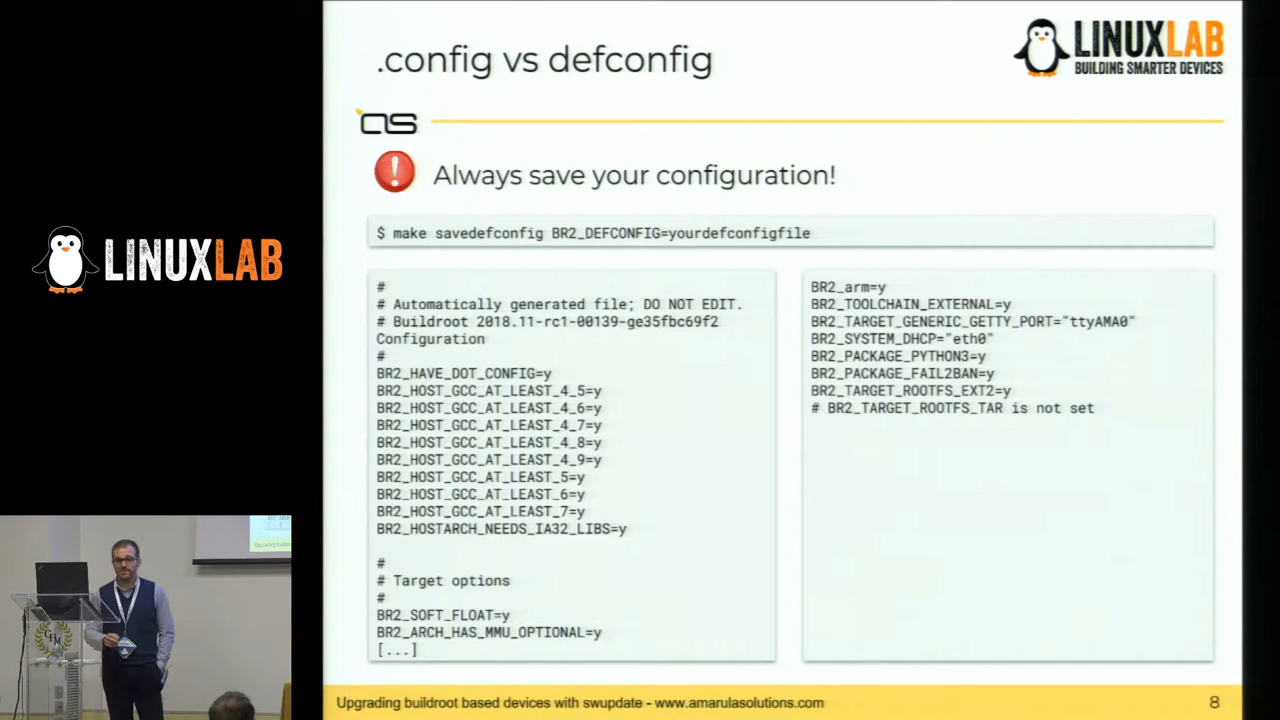 .config vs defconfig
LINUXLAB
BUILDING SMARTER DEVICES
as
Always save your configuration!
$ make savedefconfig BR2_DEFCONFIG=yourdefconfigfile
#
# Automatically generated file; DO NOT EDIT.
# Buildroot 2018.11-rc1-00139-ge35fbc69f2
Configuration
#
BR2_HAVE_DOT_CONFIG=y
BR2_HOST_GCC_AT_LEAST_4_5=y
BR2_HOST_GCC_AT_LEAST_4_6=y
BR2_HOST_GCC_AT_LEAST_4_7=y
BR2_HOST_GCC_AT_LEAST_4_8=y
BR2_HOST_GCC_AT_LEAST_4_9=y
BR2_HOST_GCC_AT_LEAST_5=y
BR2_HOST_GCC_AT_LEAST_6=y
BR2_HOST_GCC_AT_LEAST_7=y
BR2_HOSTARCH_NEEDS_IA32_LIBS=y
#
# Target options
#
BR2_SOFT_FLOAT=y
BR2_ARCH_HAS_MMU_OPTIONAL=y
[...]
BR2_arm=y
BR2_TOOLCHAIN_EXTERNAL=y
BR2_TARGET_GENERIC_GETTY_PORT="ttyAMA0"
BR2_SYSTEM_DHCP="eth0"
BR2_PACKAGE_PYTHON3=y
BR2_PACKAGE_FAIL2BAN=y
BR2_TARGET_ROOTFS_EXT2=y
# BR2_TARGET_ROOTFS_TAR is not set
Upgrading buildroot based devices with swupdate - www.amarulasolutions.com
8
LINUXLAB
GHM